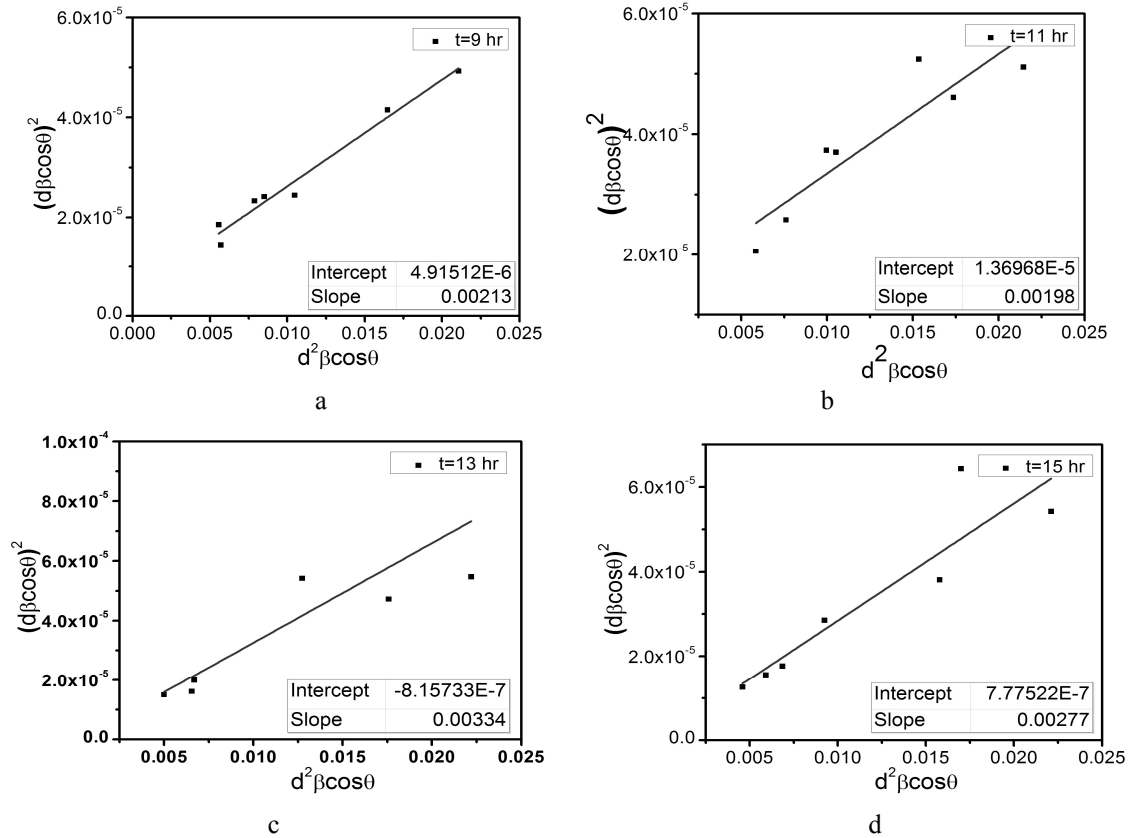 6.0x10⁻⁵
t=9 hr
4.0x10⁻⁵
(dβcosθ)²
2.0x10⁻⁵
Intercept 4.91512E-6
Slope 0.00213
0.0
0.000 0.005 0.010 0.015 0.020 0.025
d²βcosθ
a
6.0x10⁻⁵
t=11 hr
(dβcosθ)²
4.0x10⁻⁵
2.0x10⁻⁵
Intercept 1.36968E-5
Slope 0.00198
0.005 0.010 0.015 0.020 0.025
d²βcosθ
b
1.0x10⁻⁴
t=13 hr
8.0x10⁻⁵
(dβcosθ)²
6.0x10⁻⁵
4.0x10⁻⁵
2.0x10⁻⁵
Intercept -8.15733E-7
Slope 0.00334
0.0
0.005 0.010 0.015 0.020 0.025
d²βcosθ
c
t=15 hr
6.0x10⁻⁵
(dβcosθ)²
4.0x10⁻⁵
2.0x10⁻⁵
Intercept 7.77522E-7
Slope 0.00277
0.0
0.005 0.010 0.015 0.020 0.025
d²βcosθ
d